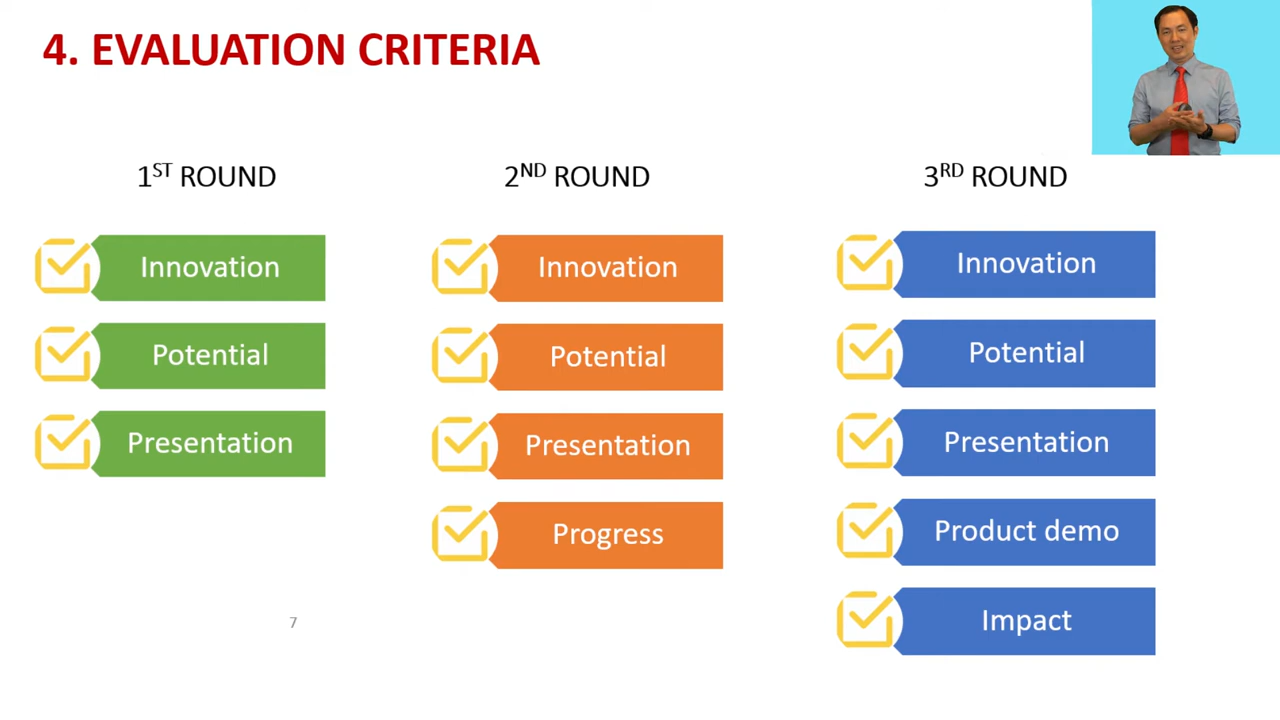 4. EVALUATION CRITERIA
1ST ROUND
Innovation
Potential
Presentation
2ND ROUND
Innovation
Potential
Presentation
Progress
3RD ROUND
Innovation
Potential
Presentation
Product demo
Impact
7